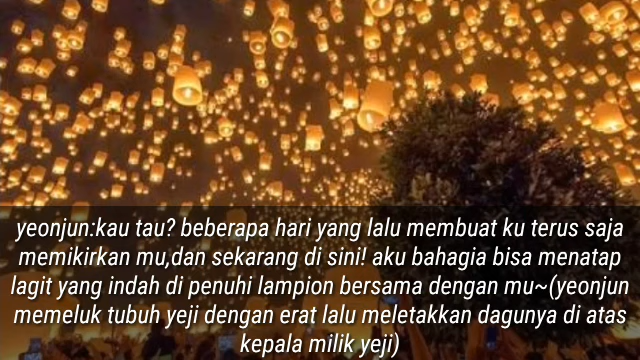 yeonjun:kau tau? beberapa hari yang lalu membuat ku terus saja
memikirkan mu,dan sekarang di sini! aku bahagia bisa menatap
lagit yang indah di penuhi lampion bersama dengan mu~(yeonjun
memeluk tubuh yeji dengan erat lalu meletakkan dagunya di atas
kepala milik yeji)